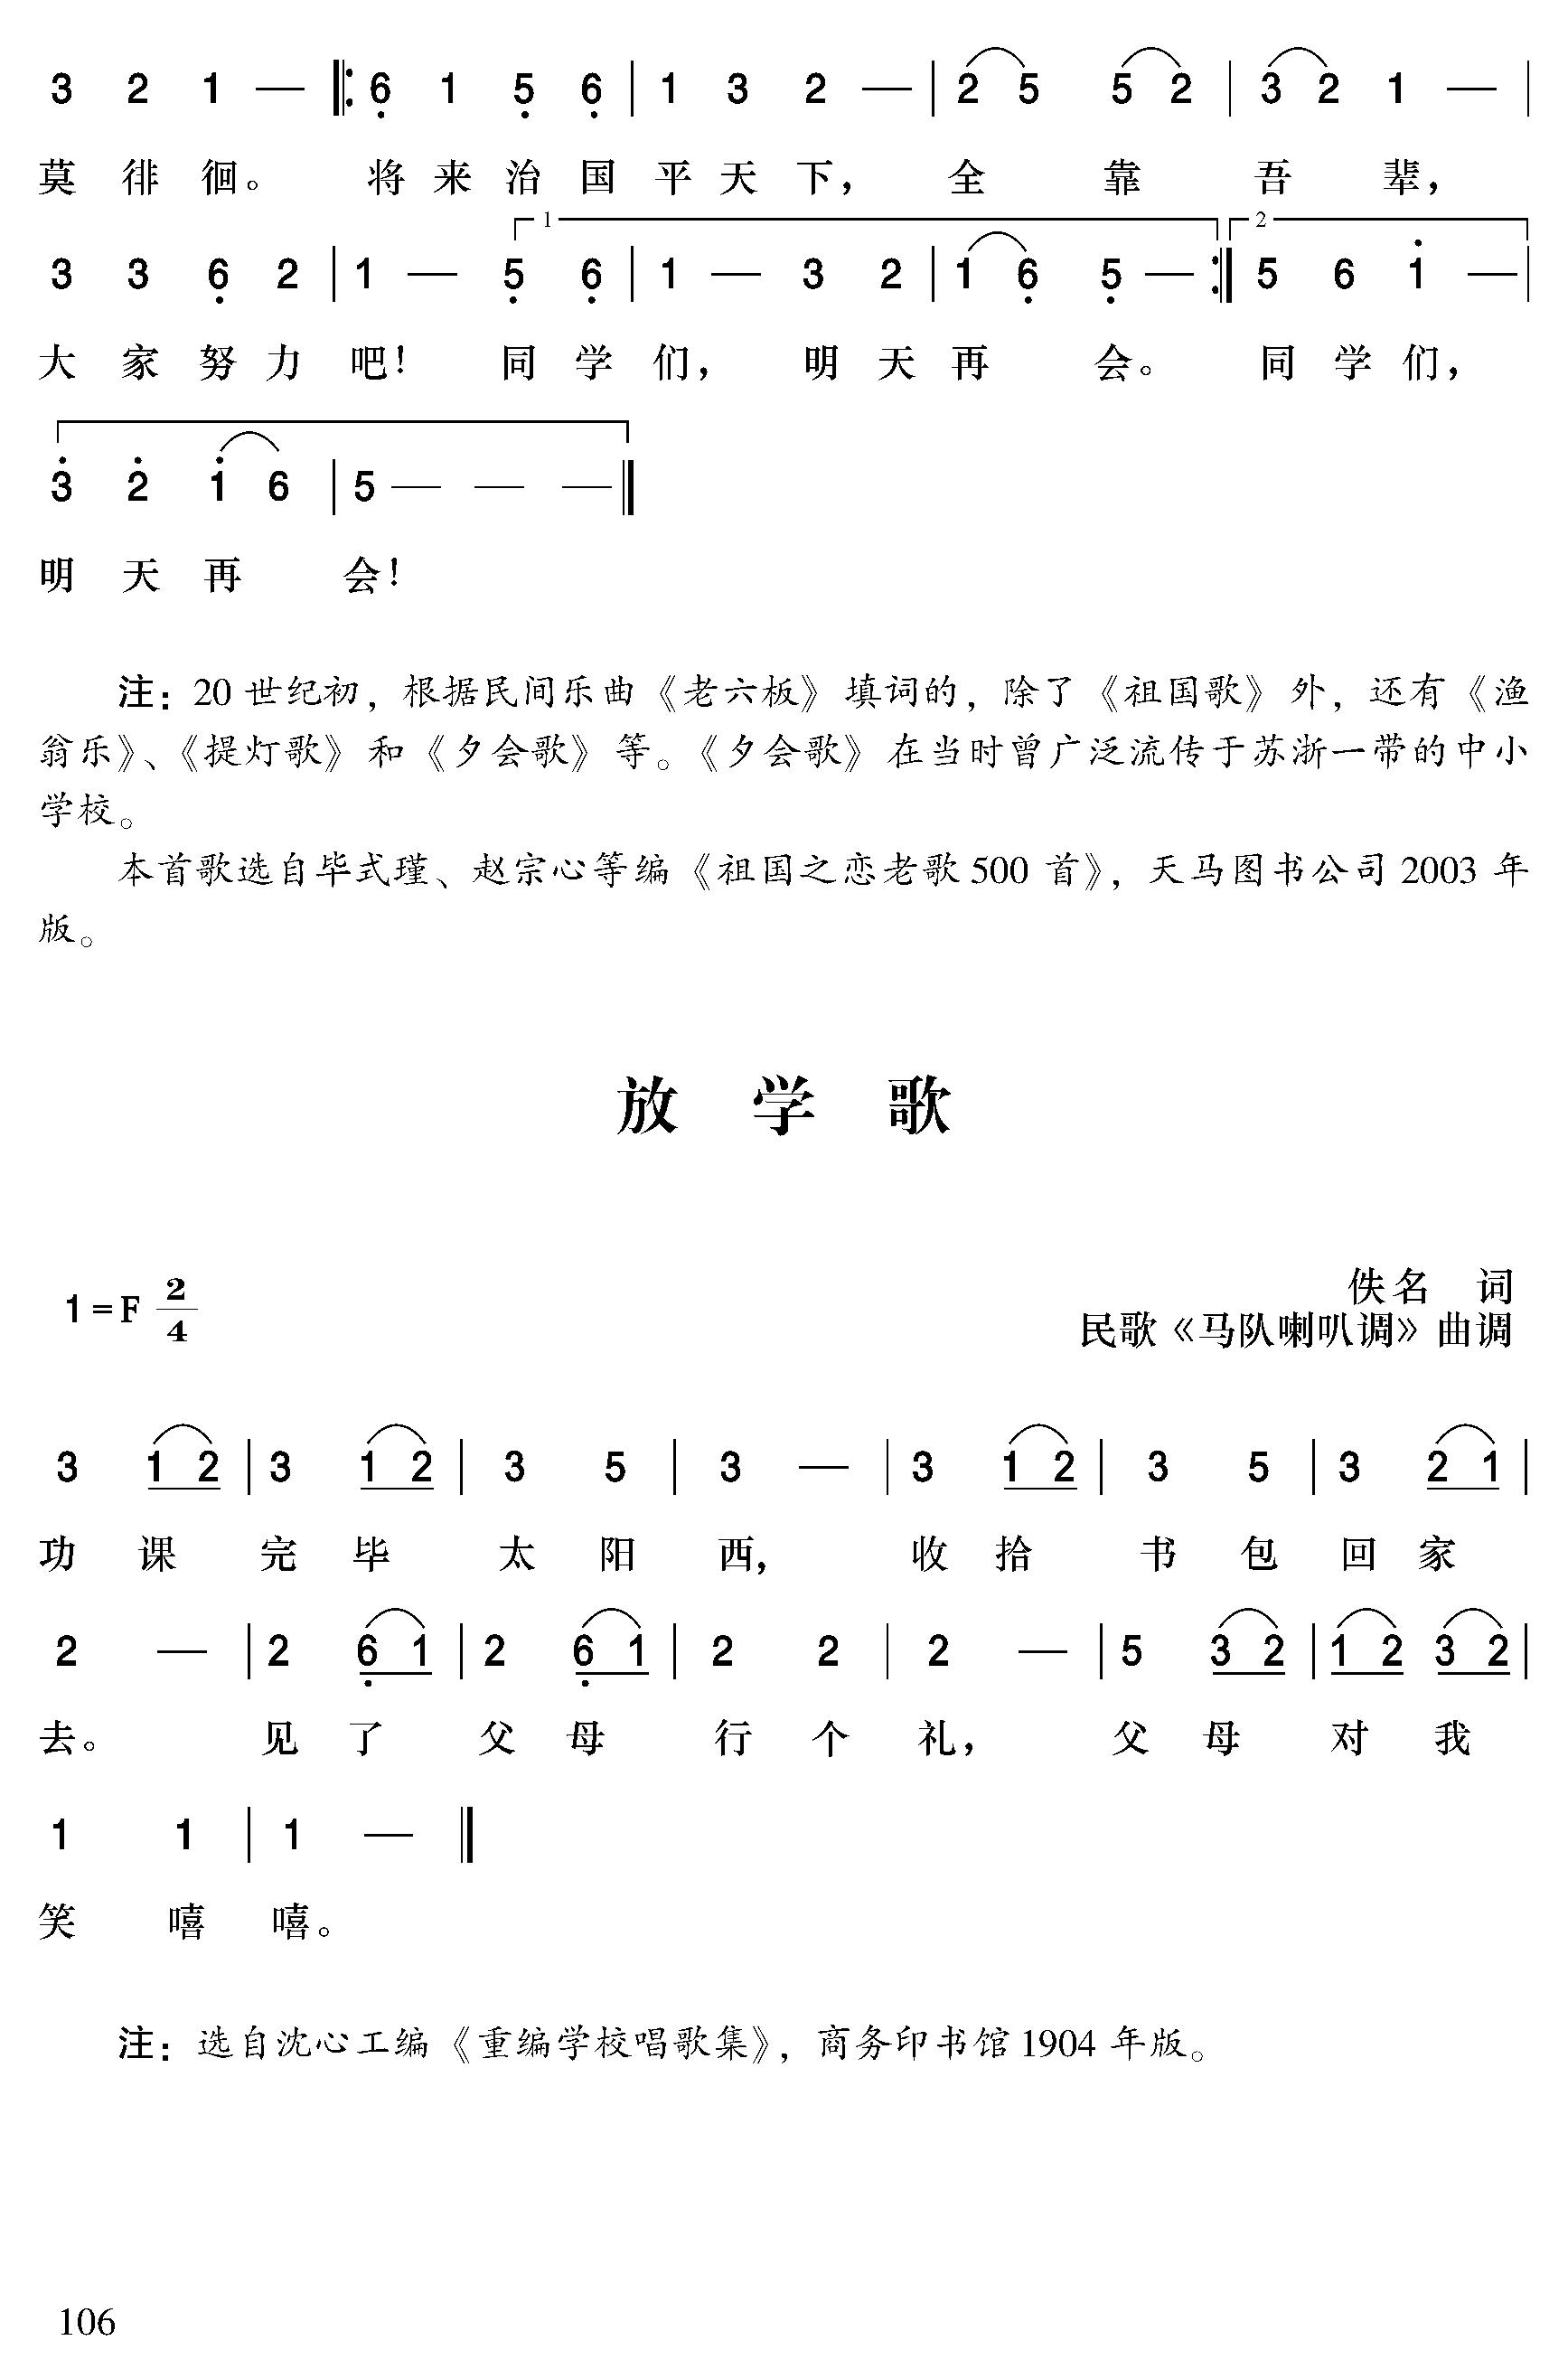 3 2 1 — 𝄆 6̣ 1 5̣ 6̣ | 1 3 2 — | 2 5 5 2 | 3 2 1 — |
莫 徘 徊。 将 来 治 国 平 天 下， 全 靠 吾 辈，
1 2
3 3 6̣ 2 | 1 — 5̣ 6̣ | 1 — 3 2 | 1 6̣ 5̣ — 𝄇 5 6 1̇ — |
大 家 努 力 吧！ 同 学 们， 明 天 再 会。 同 学 们，
3̇ 2̇ 1̇ 6 | 5 — — — ‖
明 天 再 会！
注：20 世纪初，根据民间乐曲《老六板》填词的，除了《祖国歌》外，还有《渔
翁乐》、《提灯歌》和《夕会歌》等。《夕会歌》在当时曾广泛流传于苏浙一带的中小
学校。
本首歌选自毕式瑾、赵宗心等编《祖国之恋老歌500 首》，天马图书公司2003 年
版。
放 学 歌
佚名 词
1=F 2/4
民歌《马队喇叭调》曲调
3 1 2 | 3 1 2 | 3 5 | 3 — | 3 1 2 | 3 5 | 3 2 1 |
功 课 完 毕 太 阳 西， 收 拾 书 包 回 家
2 — | 2 6̣ 1 | 2 6̣ 1 | 2 2 | 2 — | 5 3 2 | 1 2 3 2 |
去。 见 了 父 母 行 个 礼， 父 母 对 我
1 1 | 1 — ‖
笑 嘻 嘻。
注：选自沈心工编《重编学校唱歌集》，商务印书馆1904 年版。
106